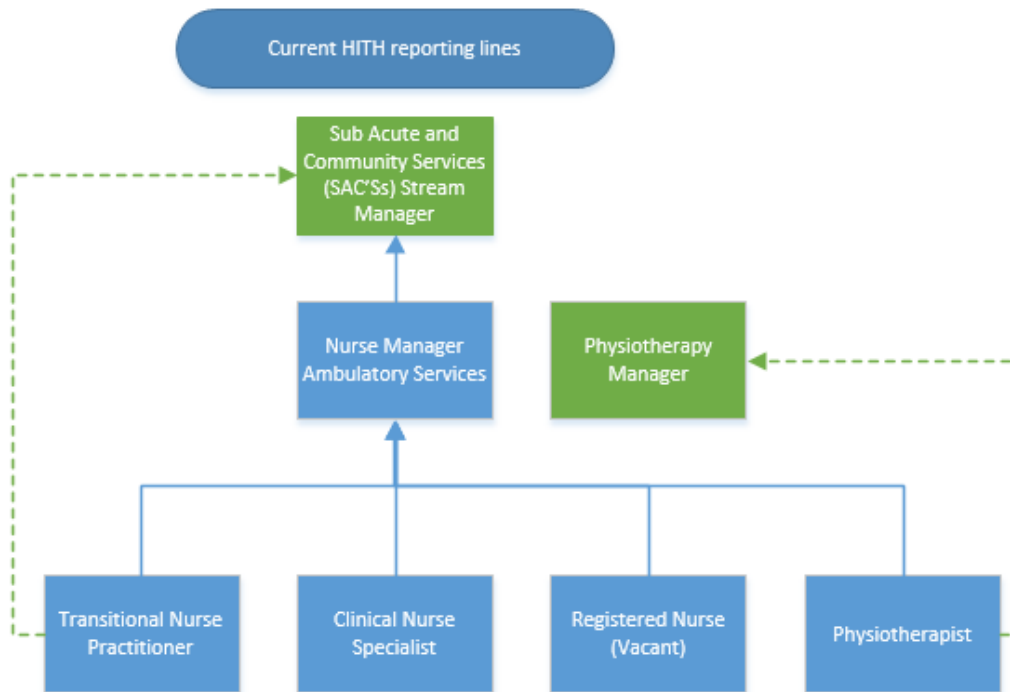 Current HITH reporting lines
Sub Acute and
Community Services
(SAC'Ss) Stream
Manager
Nurse Manager
Ambulatory Services
Physiotherapy
Manager
Transitional Nurse
Practitioner
Clinical Nurse
Specialist
Registered Nurse
(Vacant)
Physiotherapist